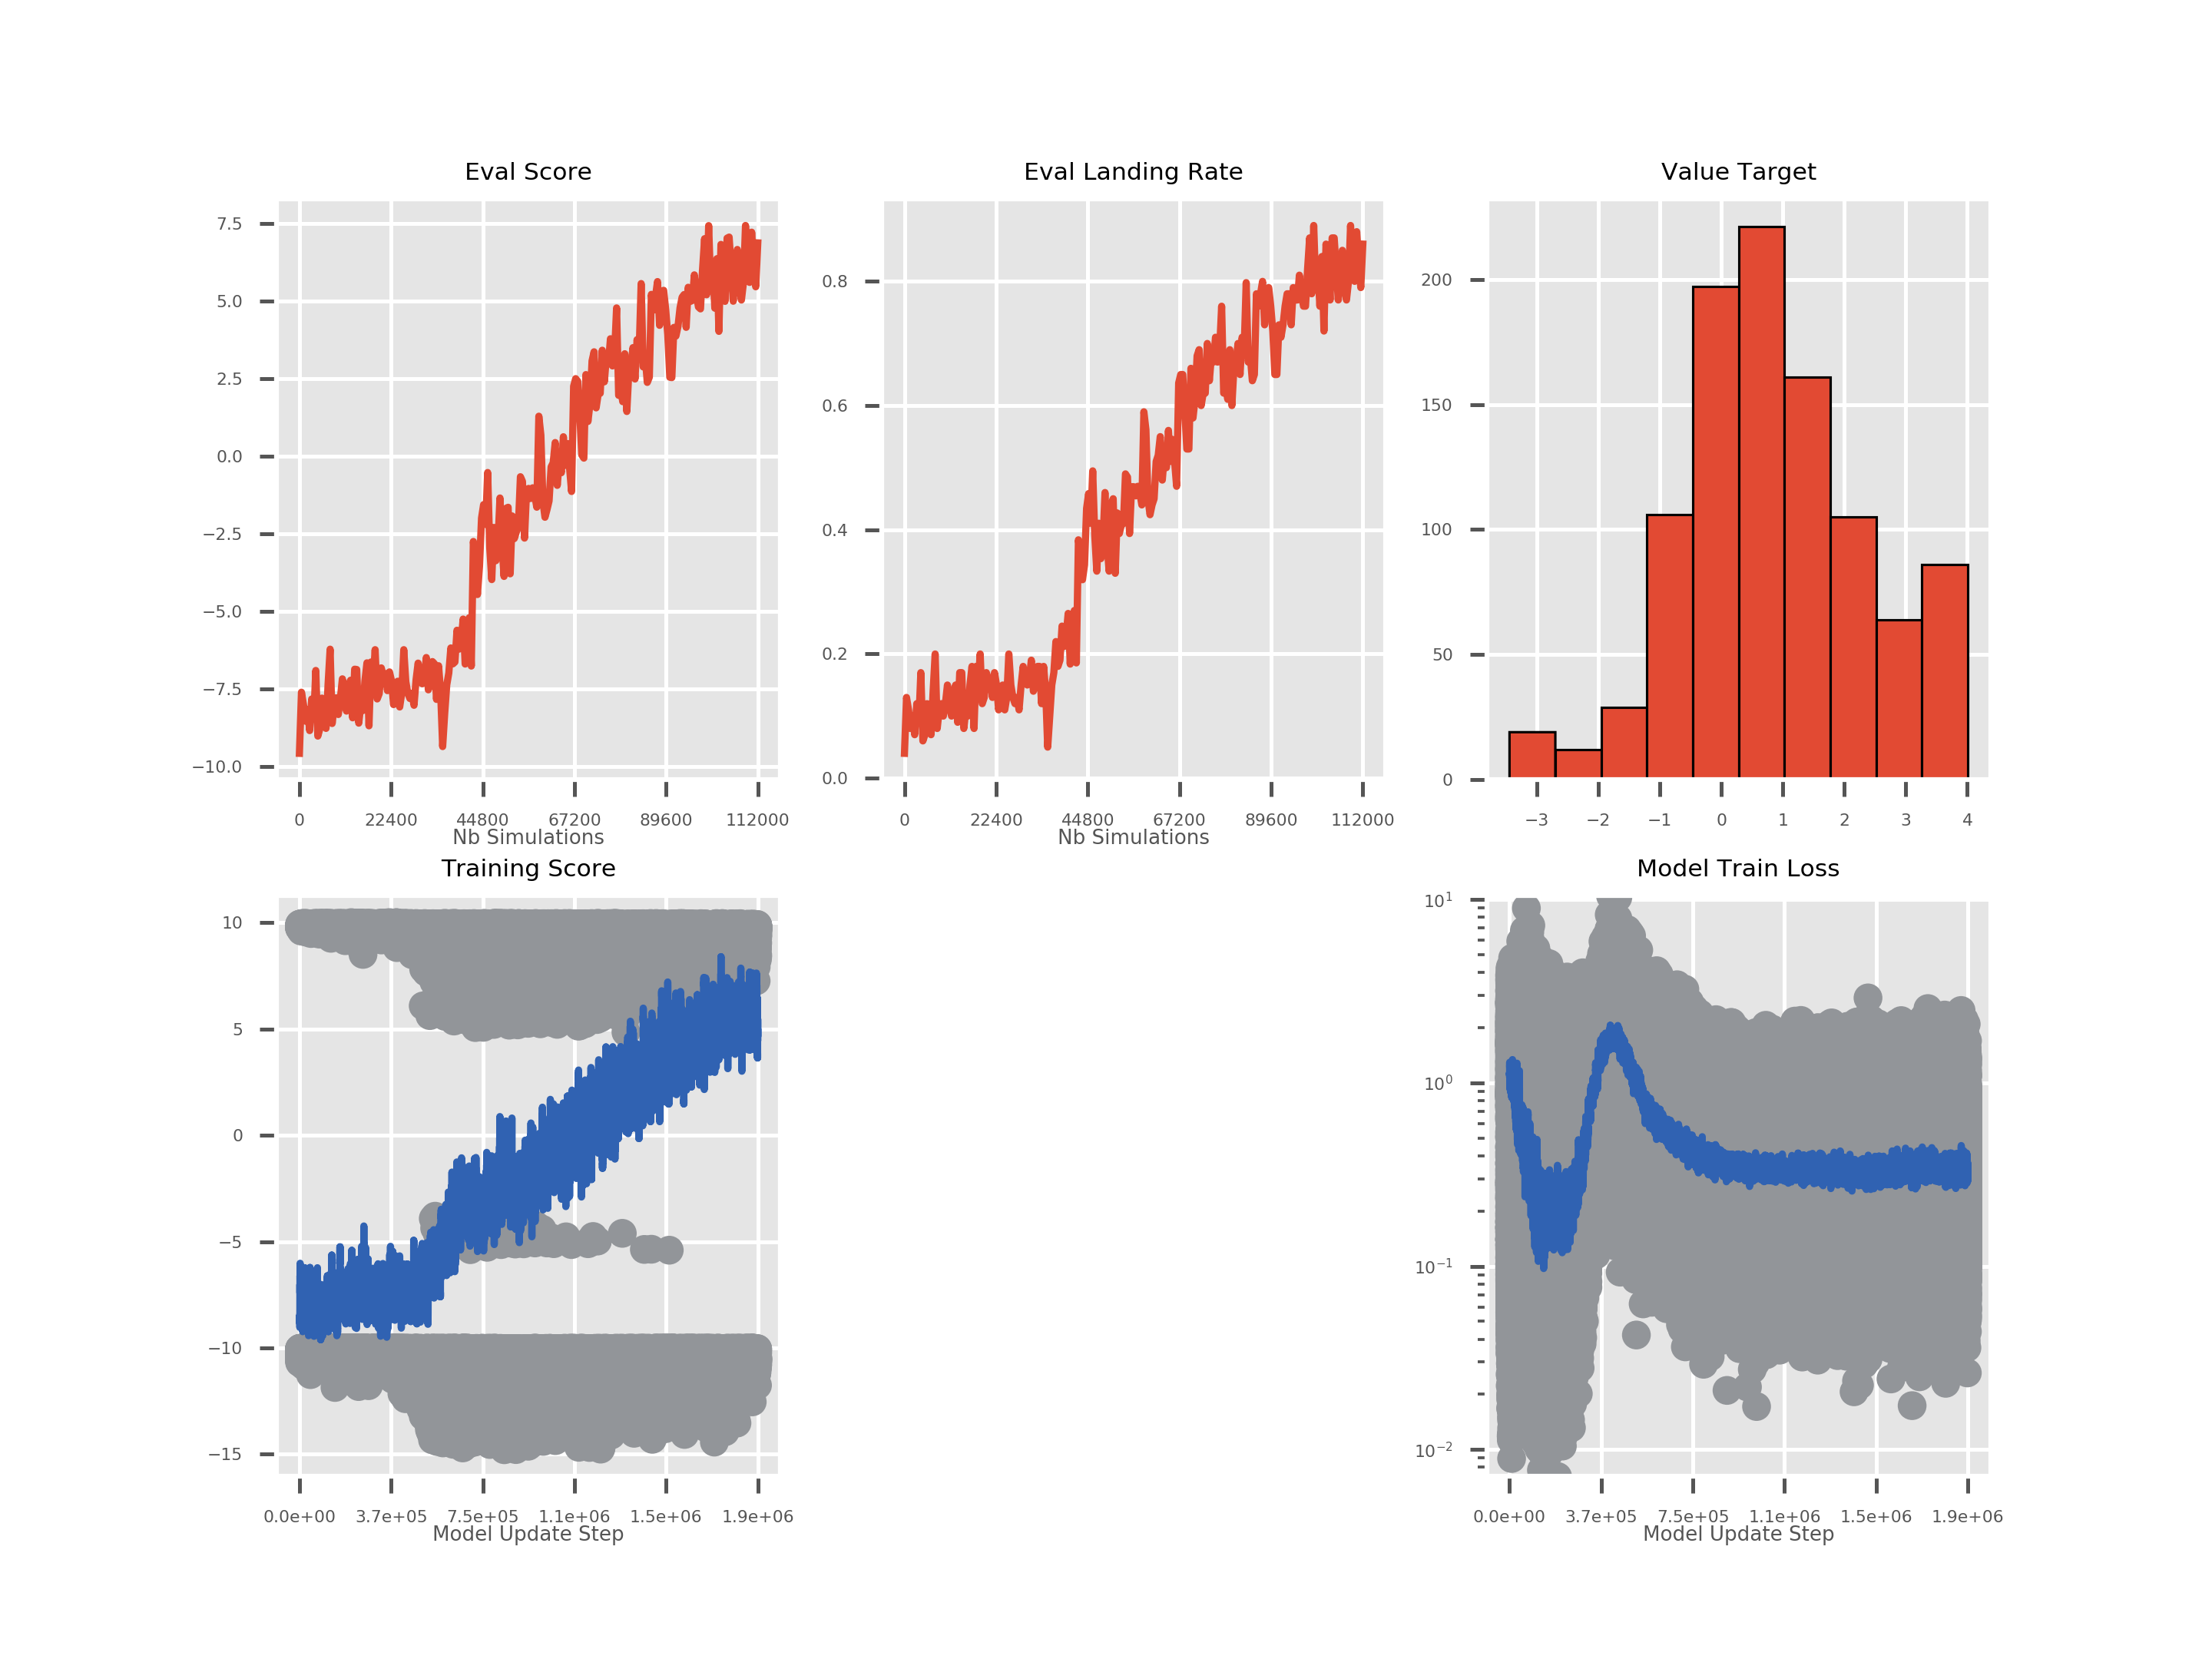 Eval Score
7.5
5.0
2.5
0.0
−2.5
−5.0
−7.5
−10.0
0 22400 44800 67200 89600 112000
Nb Simulations
Eval Landing Rate
0.8
0.6
0.4
0.2
0.0
0 22400 44800 67200 89600 112000
Nb Simulations
Value Target
200
150
100
50
0
−3 −2 −1 0 1 2 3 4
Training Score
10
5
0
−5
−10
−15
0.0e+00 3.7e+05 7.5e+05 1.1e+06 1.5e+06 1.9e+06
Model Update Step
Model Train Loss
10¹
10⁰
10⁻¹
10⁻²
0.0e+00 3.7e+05 7.5e+05 1.1e+06 1.5e+06 1.9e+06
Model Update Step